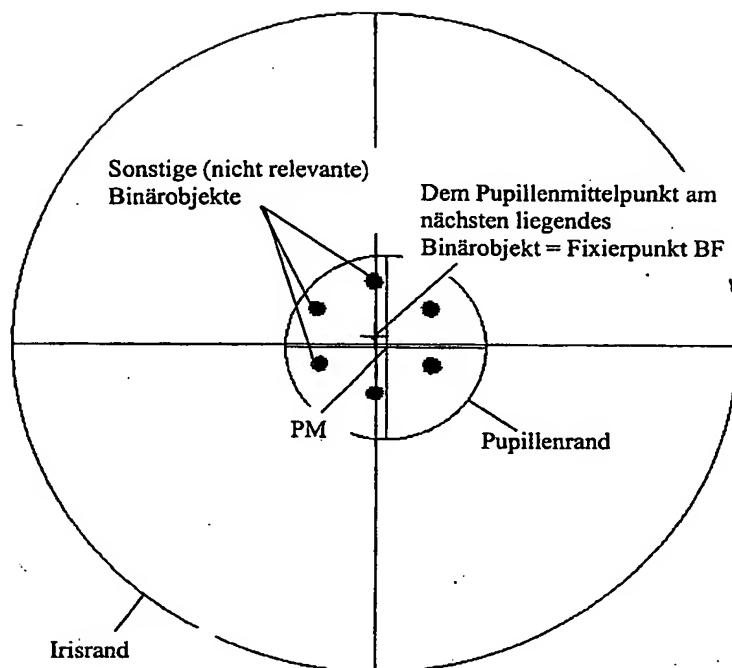 Sonstige (nicht relevante)
Binärobjekte
Dem Pupillenmittelpunkt am
nächsten liegendes
Binärobjekt = Fixierpunkt BF
PM
Pupillenrand
Irisrand